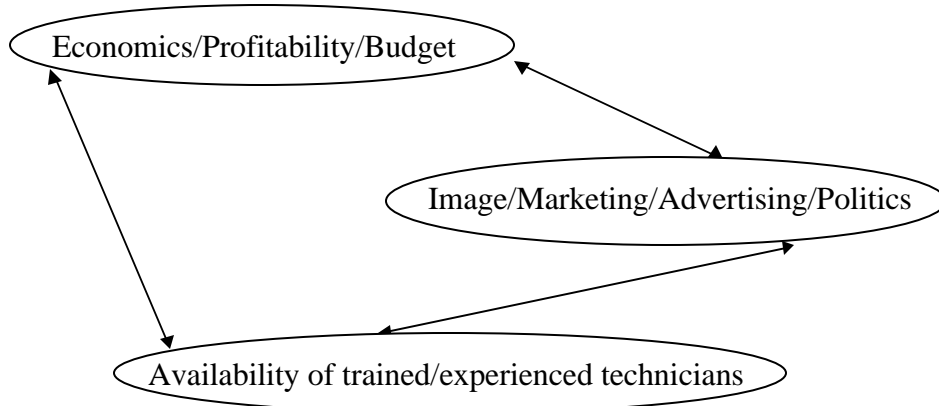 Economics/Profitability/Budget
Image/Marketing/Advertising/Politics
Availability of trained/experienced technicians